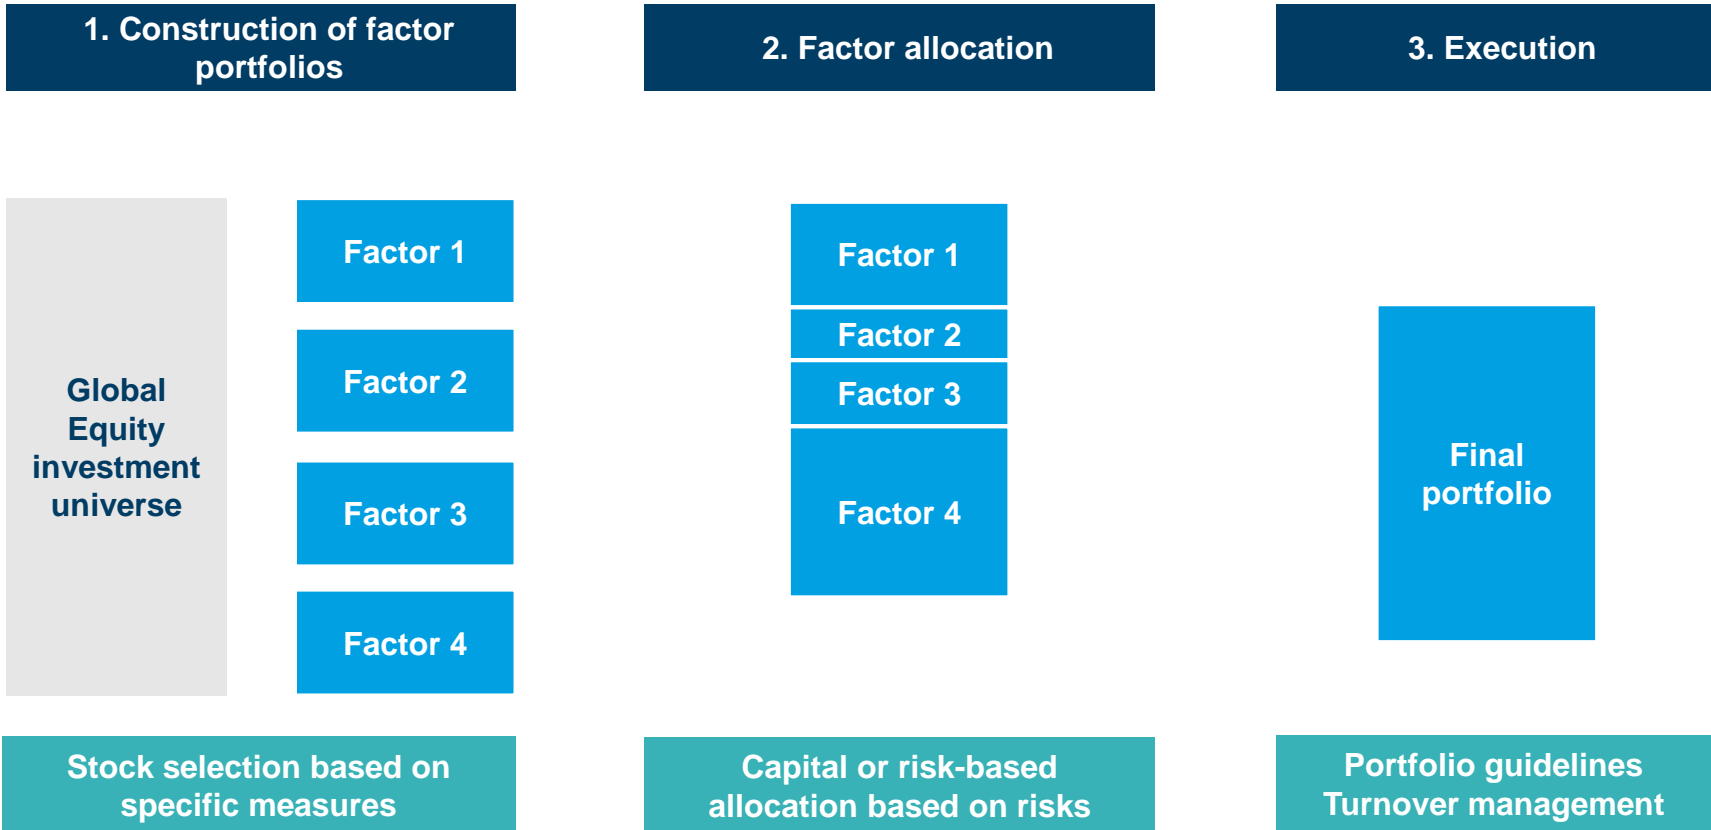 1. Construction of factor
portfolios
2. Factor allocation
3. Execution
Global
Equity
investment
universe
Factor 1
Factor 2
Factor 3
Factor 4
Factor 1
Factor 2
Factor 3
Factor 4
Final
portfolio
Stock selection based on
specific measures
Capital or risk-based
allocation based on risks
Portfolio guidelines
Turnover management